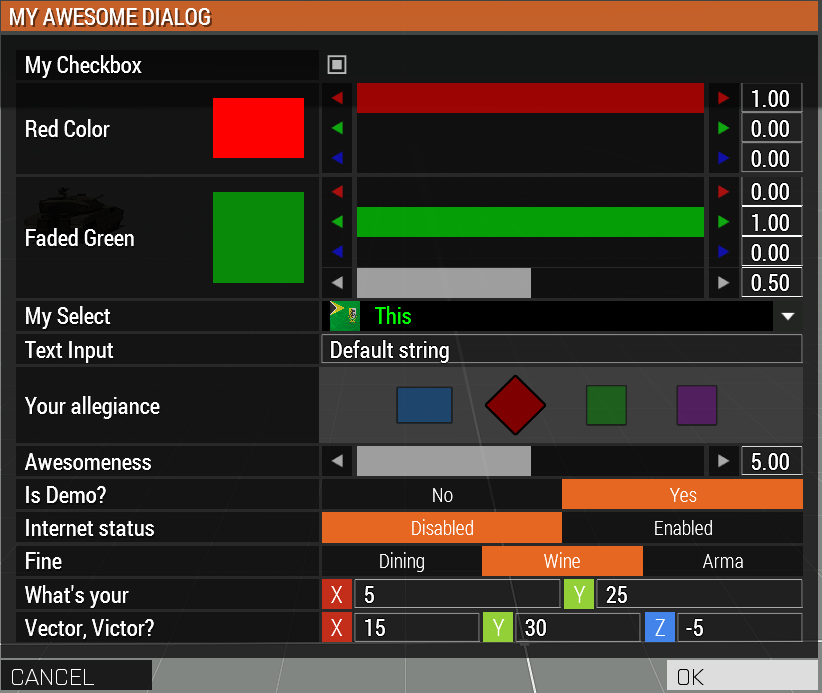 MY AWESOME DIALOG
My Checkbox
Red Color
1.00
0.00
0.00
Faded Green
0.00
1.00
0.00
0.50
My Select This
Text Input Default string
Your allegiance
Awesomeness 5.00
Is Demo? No Yes
Internet status Disabled Enabled
Fine Dining Wine Arma
What's your X 5 Y 25
Vector, Victor? X 15 Y 30 Z -5
CANCEL OK